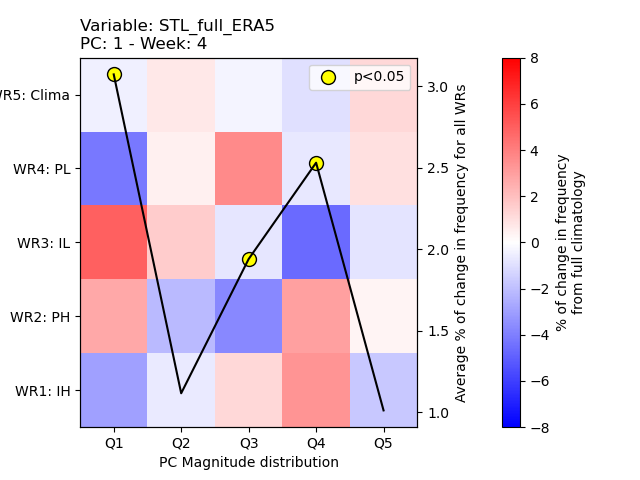 Variable: STL_full_ERA5
PC: 1 - Week: 4
p<0.05
WR5: Clima
WR4: PL
WR3: IL
WR2: PH
WR1: IH
Q1 Q2 Q3 Q4 Q5
PC Magnitude distribution
3.0
2.5
2.0
1.5
1.0
Average % of change in frequency for all WRs
8
6
4
2
0
−2
−4
−6
−8
% of change in frequency
from full climatology